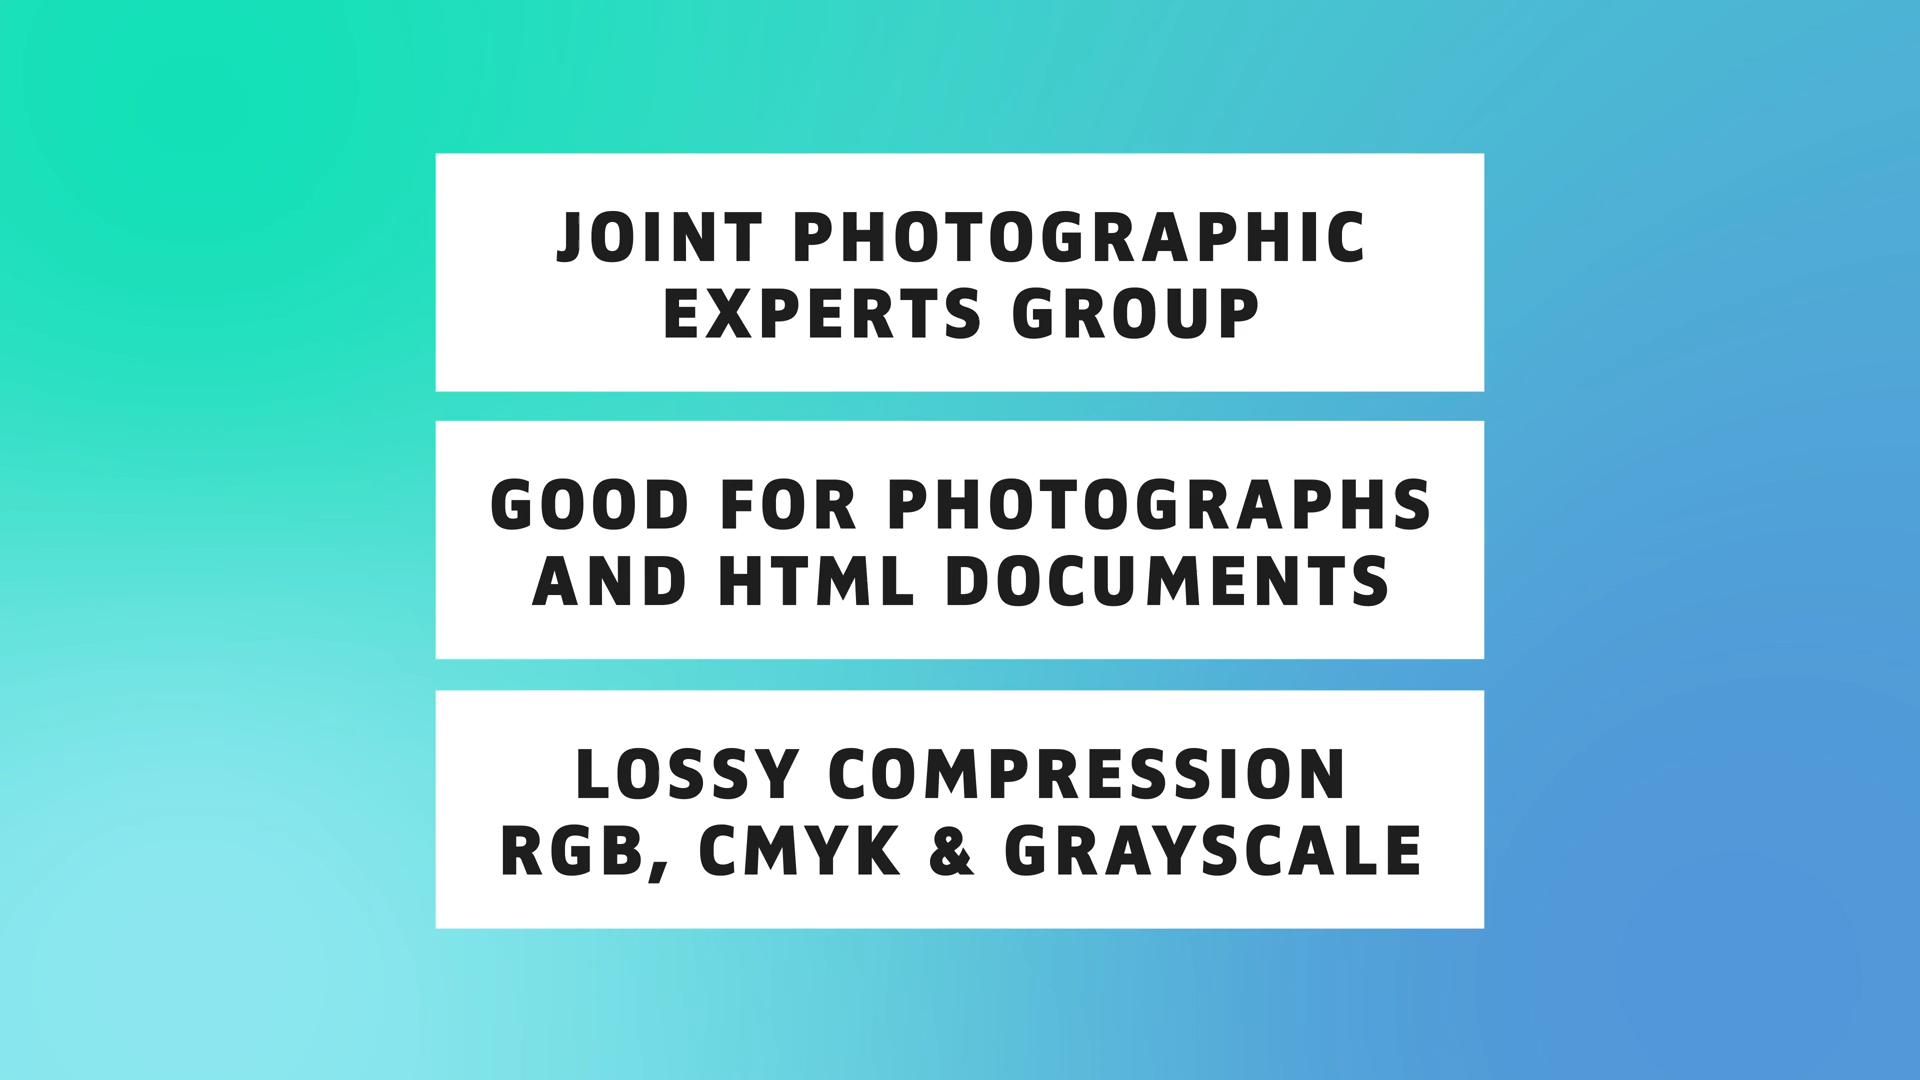 JOINT PHOTOGRAPHIC
EXPERTS GROUP
GOOD FOR PHOTOGRAPHS
AND HTML DOCUMENTS
LOSSY COMPRESSION
RGB, CMYK & GRAYSCALE